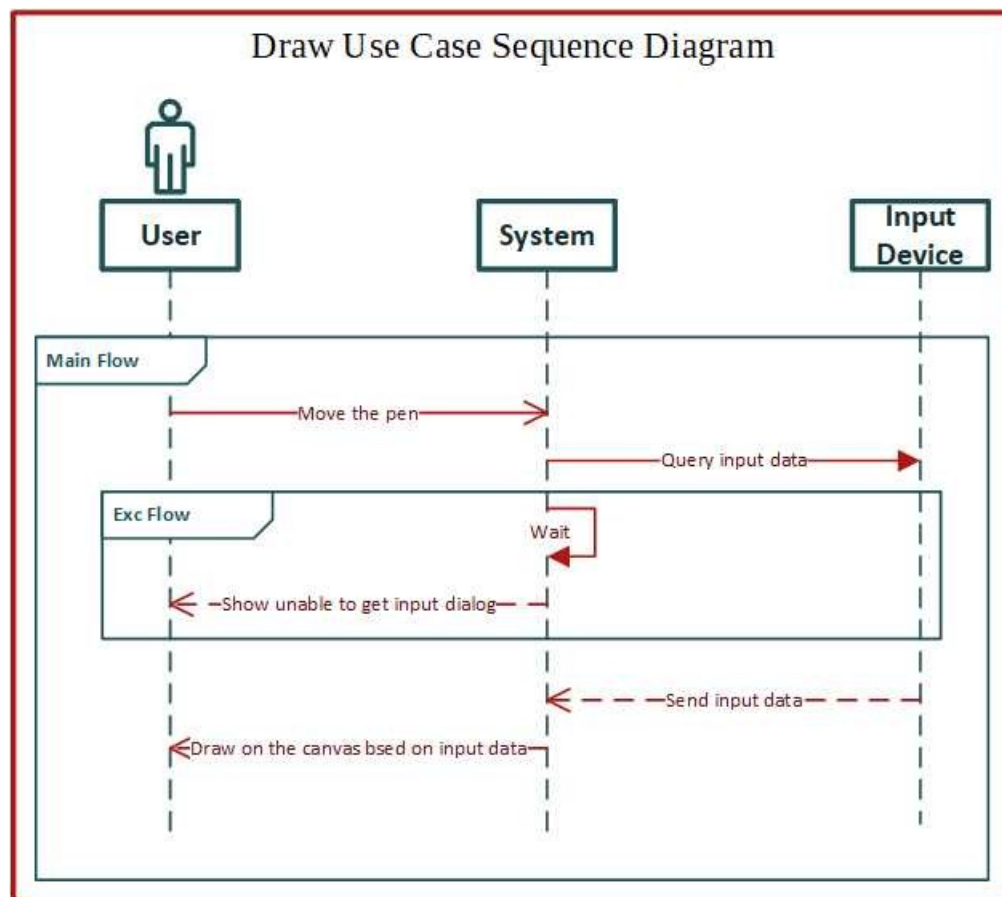 Draw Use Case Sequence Diagram
User
System
Input
Device
Main Flow
Move the pen
Query input data
Exc Flow
Wait
Show unable to get input dialog
Send input data
Draw on the canvas bsed on input data